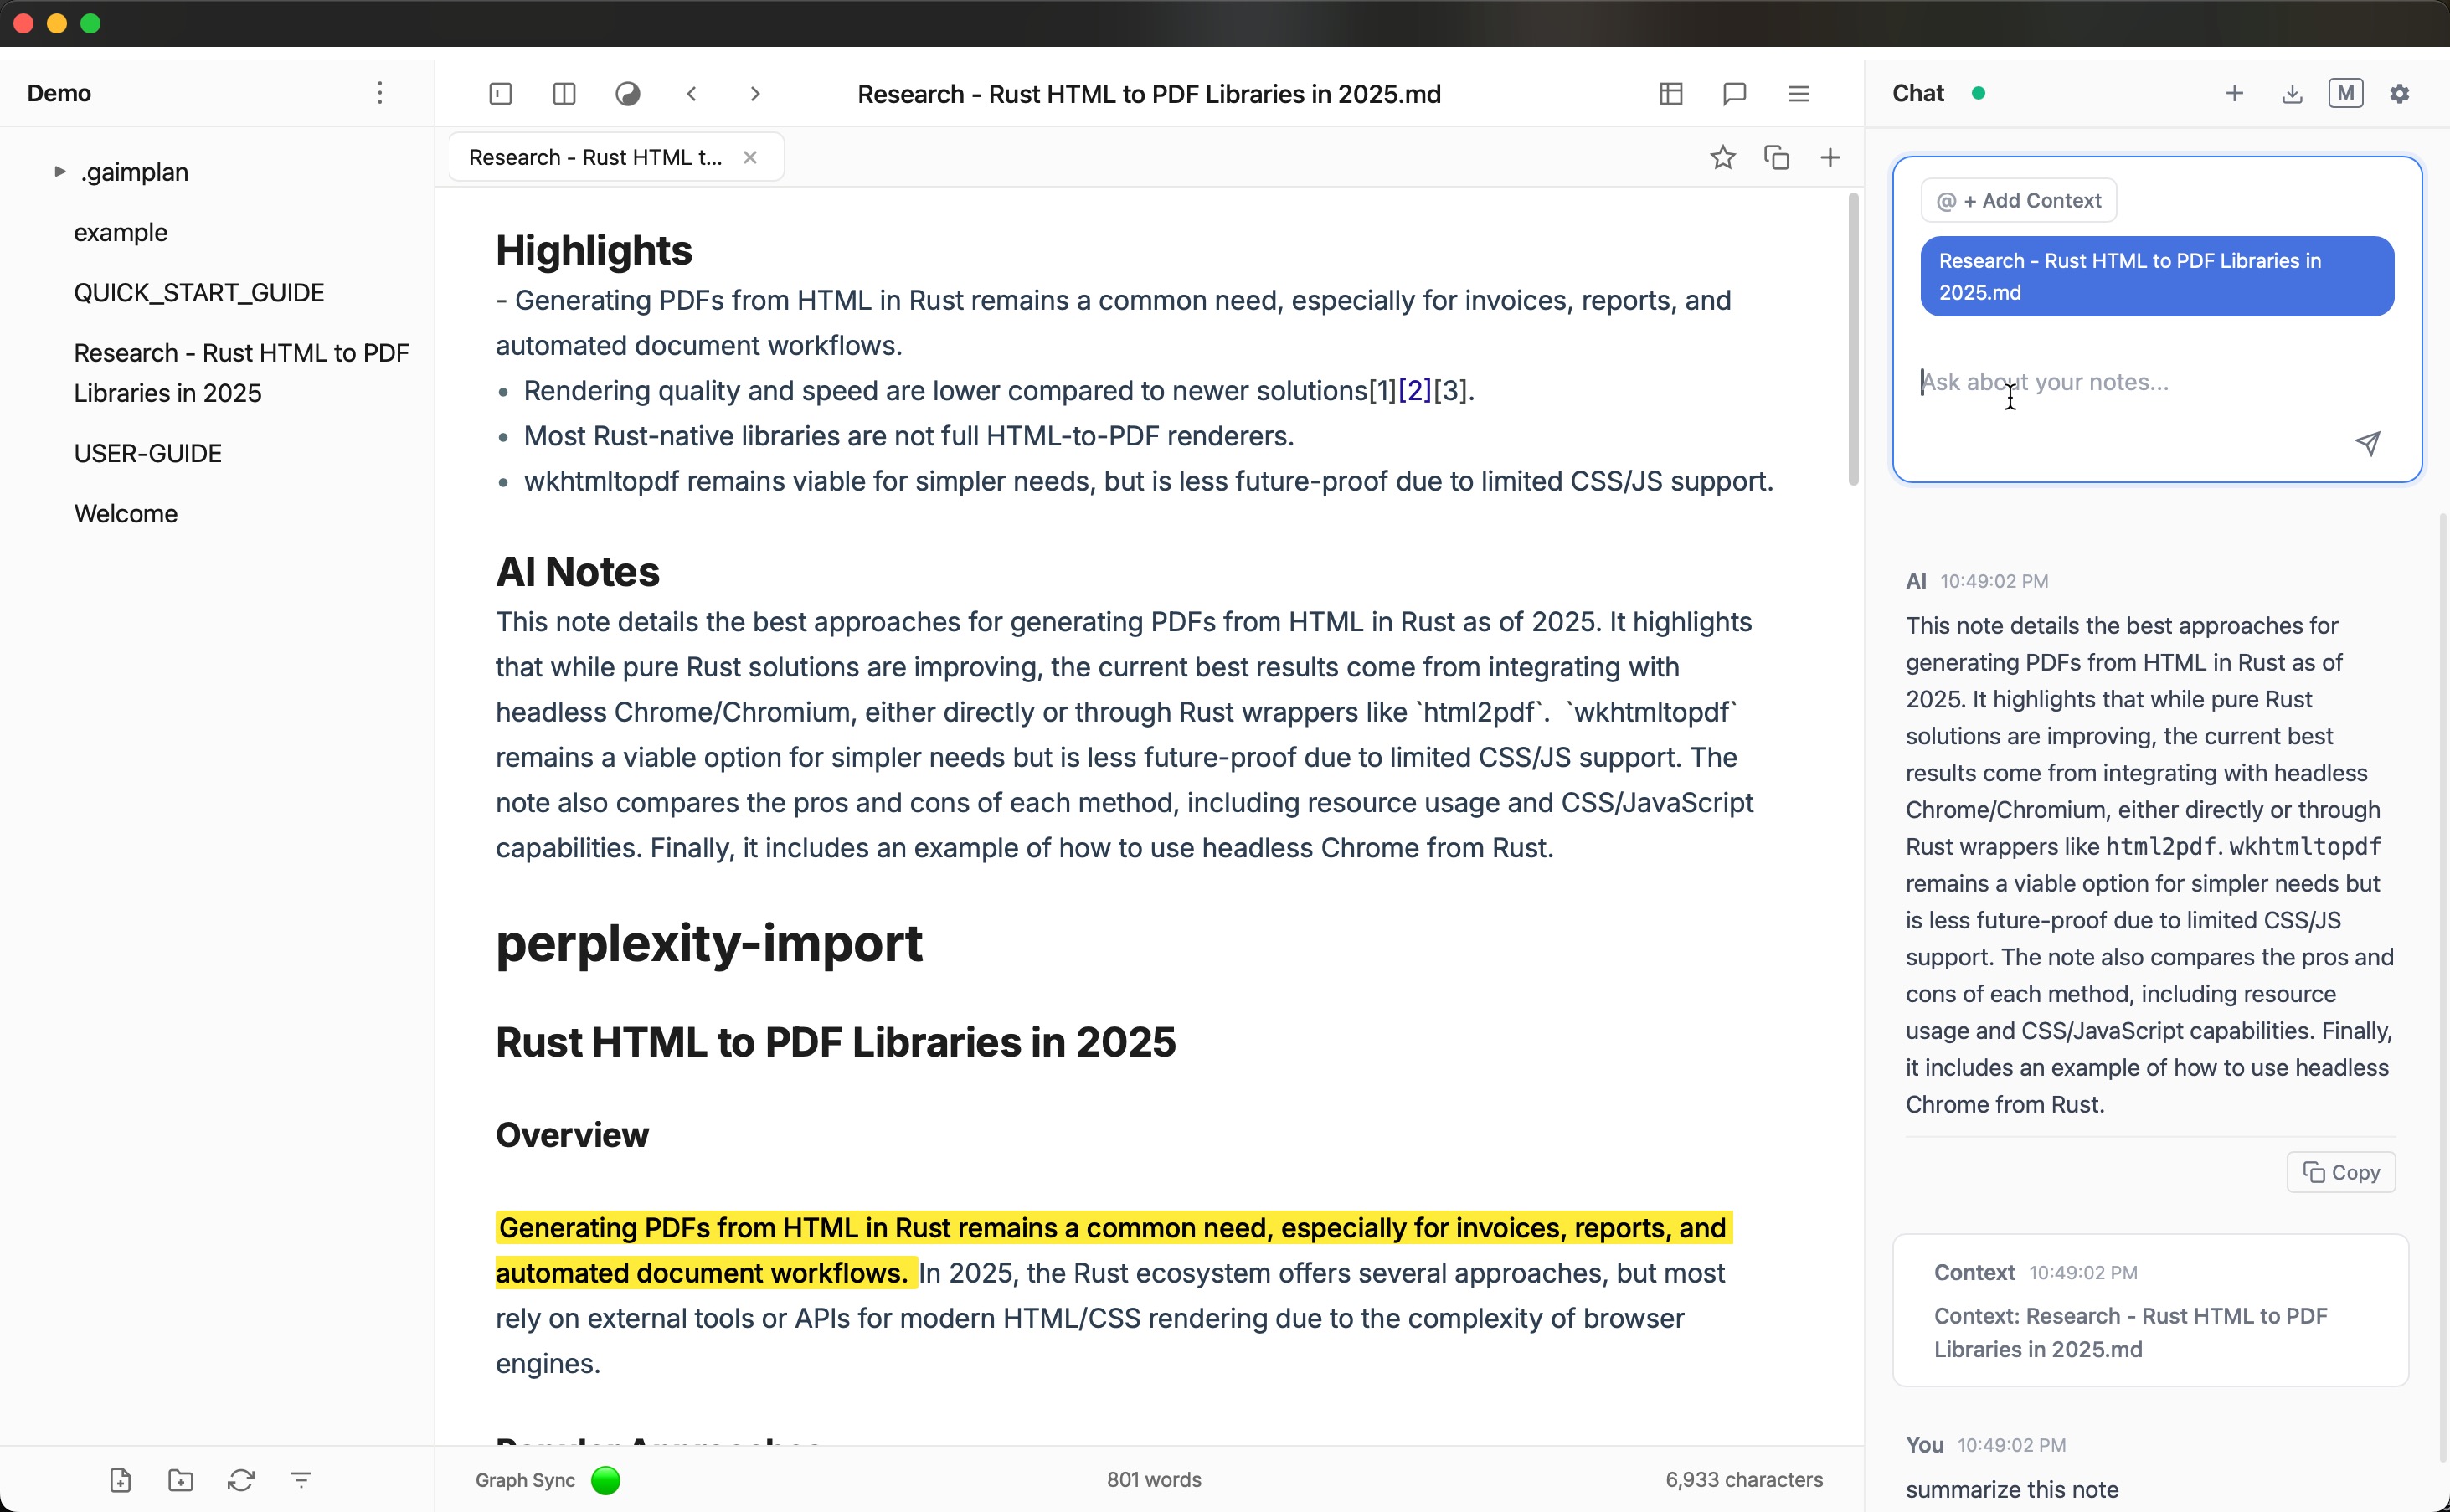 Demo
.gaimplan
example
QUICK_START_GUIDE
Research - Rust HTML to PDF
Libraries in 2025
USER-GUIDE
Welcome
Research - Rust HTML to PDF Libraries in 2025.md
Research - Rust HTML t...
Highlights
- Generating PDFs from HTML in Rust remains a common need, especially for invoices, reports, and
automated document workflows.
• Rendering quality and speed are lower compared to newer solutions[1][2][3].
• Most Rust-native libraries are not full HTML-to-PDF renderers.
• wkhtmltopdf remains viable for simpler needs, but is less future-proof due to limited CSS/JS support.
AI Notes
This note details the best approaches for generating PDFs from HTML in Rust as of 2025. It highlights
that while pure Rust solutions are improving, the current best results come from integrating with
headless Chrome/Chromium, either directly or through Rust wrappers like `html2pdf`. `wkhtmltopdf`
remains a viable option for simpler needs but is less future-proof due to limited CSS/JS support. The
note also compares the pros and cons of each method, including resource usage and CSS/JavaScript
capabilities. Finally, it includes an example of how to use headless Chrome from Rust.
perplexity-import
Rust HTML to PDF Libraries in 2025
Overview
Generating PDFs from HTML in Rust remains a common need, especially for invoices, reports, and
automated document workflows. In 2025, the Rust ecosystem offers several approaches, but most
rely on external tools or APIs for modern HTML/CSS rendering due to the complexity of browser
engines.
Graph Sync
801 words
6,933 characters
Chat
M
@ + Add Context
Research - Rust HTML to PDF Libraries in
2025.md
Ask about your notes...
AI 10:49:02 PM
This note details the best approaches for
generating PDFs from HTML in Rust as of
2025. It highlights that while pure Rust
solutions are improving, the current best
results come from integrating with headless
Chrome/Chromium, either directly or through
Rust wrappers like html2pdf. wkhtmltopdf
remains a viable option for simpler needs but
is less future-proof due to limited CSS/JS
support. The note also compares the pros and
cons of each method, including resource
usage and CSS/JavaScript capabilities. Finally,
it includes an example of how to use headless
Chrome from Rust.
Copy
Context 10:49:02 PM
Context: Research - Rust HTML to PDF
Libraries in 2025.md
You 10:49:02 PM
summarize this note